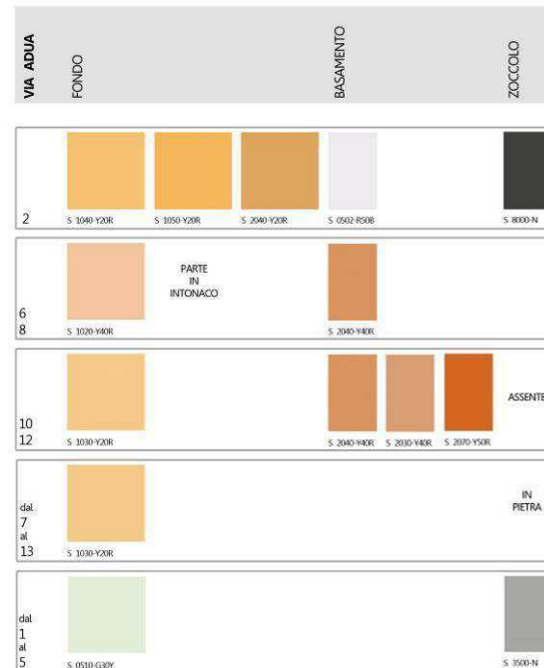 VIA ADUA
FONDO
BASAMENTO
ZOCCOLO
2
S 1040-Y20R
S 1050-Y20R
S 2040-Y20R
S 0502-R50B
S 8000-N
6
8
S 1020-Y40R
PARTE
IN
INTONACO
S 2040-Y40R
10
12
S 1030-Y20R
S 2040-Y40R
S 2030-Y40R
S 2070-Y50R
ASSENTE
dal
7
al
13
S 1030-Y20R
IN
PIETRA
dal
1
al
5
S 0510-G30Y
S 3500-N